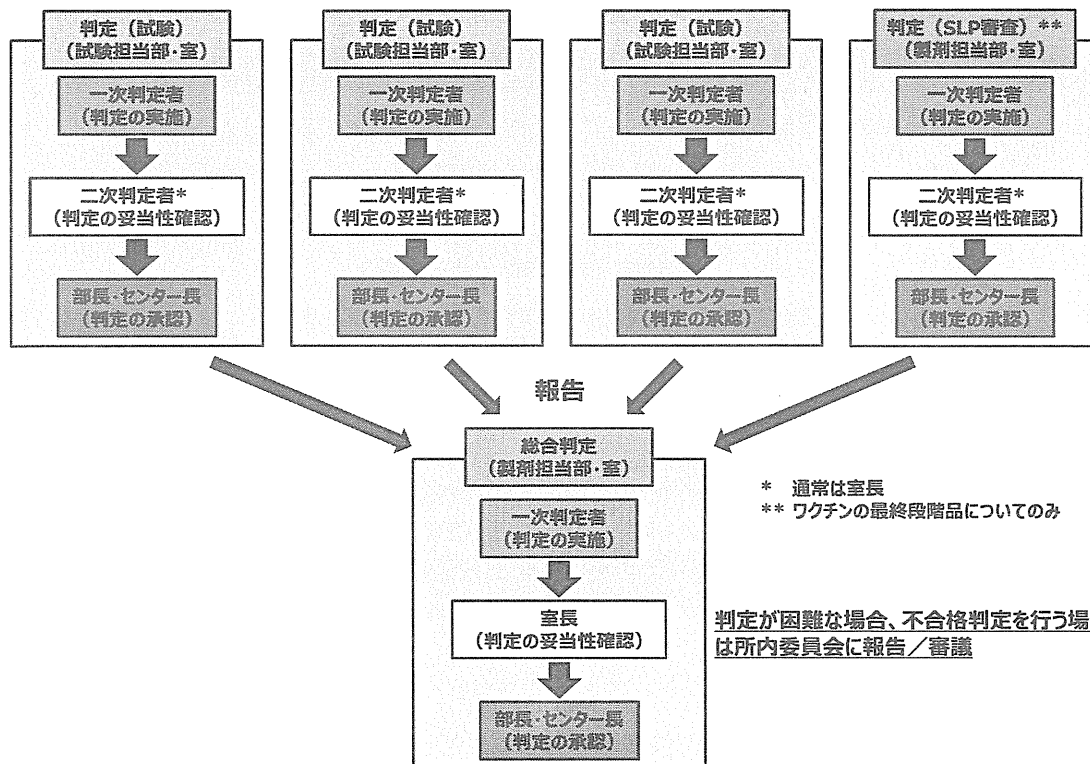 判定（試験）
（試験担当部・室）
一次判定者
（判定の実施）
二次判定者*
（判定の妥当性確認）
部長・センター長
（判定の承認）
判定（試験）
（試験担当部・室）
一次判定者
（判定の実施）
二次判定者*
（判定の妥当性確認）
部長・センター長
（判定の承認）
判定（試験）
（試験担当部・室）
一次判定者
（判定の実施）
二次判定者*
（判定の妥当性確認）
部長・センター長
（判定の承認）
判定（SLP審査）**
（製剤担当部・室）
一次判定者
（判定の実施）
二次判定者*
（判定の妥当性確認）
部長・センター長
（判定の承認）
報告
総合判定
（製剤担当部・室）
一次判定者
（判定の実施）
室長
（判定の妥当性確認）
部長・センター長
（判定の承認）
* 通常は室長
** ワクチンの最終段階品についてのみ
判定が困難な場合、不合格判定を行う場
は所内委員会に報告／審議